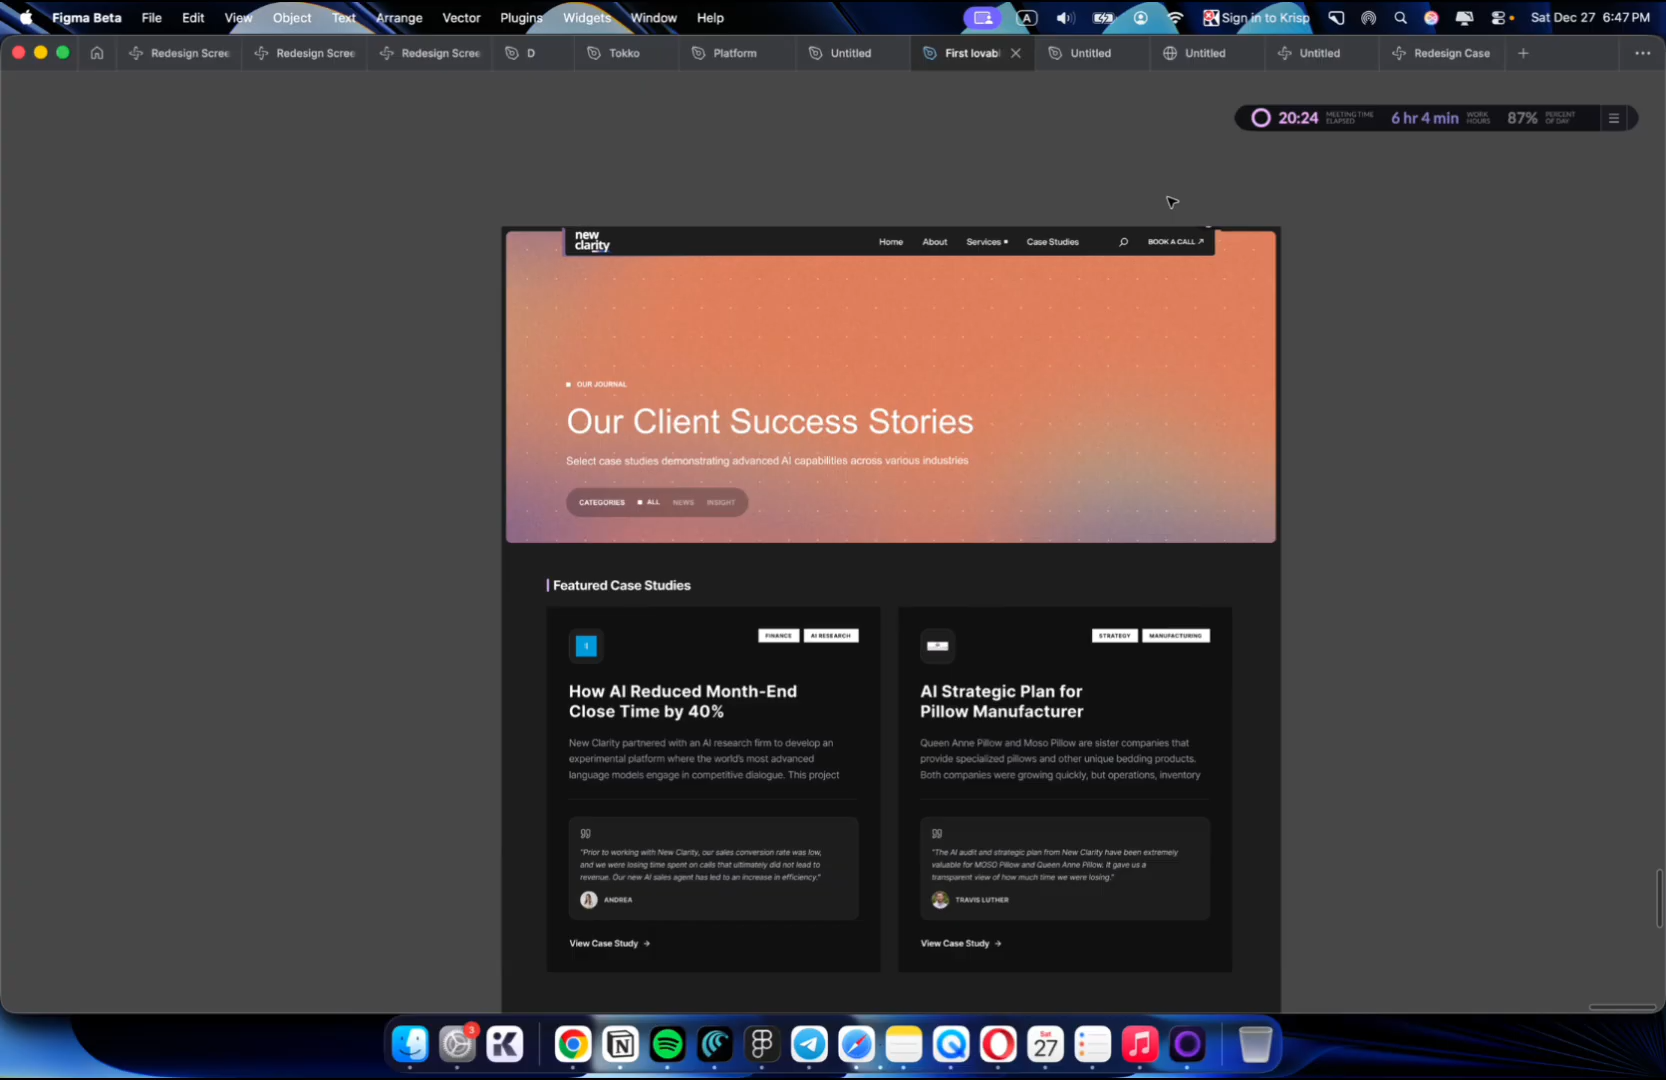 Figma Beta File Edit View Object Text Arrange Vector Plugins Widgets Window Help
A Sign in to Krisp Sat Dec 27 6:47 PM
Redesign Scree Redesign Scree Redesign Scree D Tokko Platform Untitled First lovab Untitled Untitled Untitled Redesign Case
20:24 MEETING TIME ELAPSED 6 hr 4 min WORK HOURS 87% PERCENT OF DAY
new clarity
Home About Services Case Studies BOOK A CALL
OUR JOURNAL
Our Client Success Stories
Select case studies demonstrating advanced AI capabilities across various industries
CATEGORIES ALL NEWS INSIGHT
Featured Case Studies
FINANCE AI RESEARCH
How AI Reduced Month-End
Close Time by 40%
New Clarity partnered with an AI research firm to develop an
experimental platform where the world's most advanced
language models engage in competitive dialogue. This project
"Prior to working with New Clarity, our sales conversion rate was low,
and we were losing time spent on calls that ultimately did not lead to
revenue. Our new AI sales agent has led to an increase in efficiency."
ANDREA
View Case Study →
STRATEGY MANUFACTURING
AI Strategic Plan for
Pillow Manufacturer
Queen Anne Pillow and Moso Pillow are sister companies that
provide specialized pillows and other unique bedding products.
Both companies were growing quickly, but operations, inventory
"The AI audit and strategic plan from New Clarity have been extremely
valuable for MOSO Pillow and Queen Anne Pillow. It gave us a
transparent view of how much time we were losing."
TRAVIS LUTHER
View Case Study →
3
Sat
27